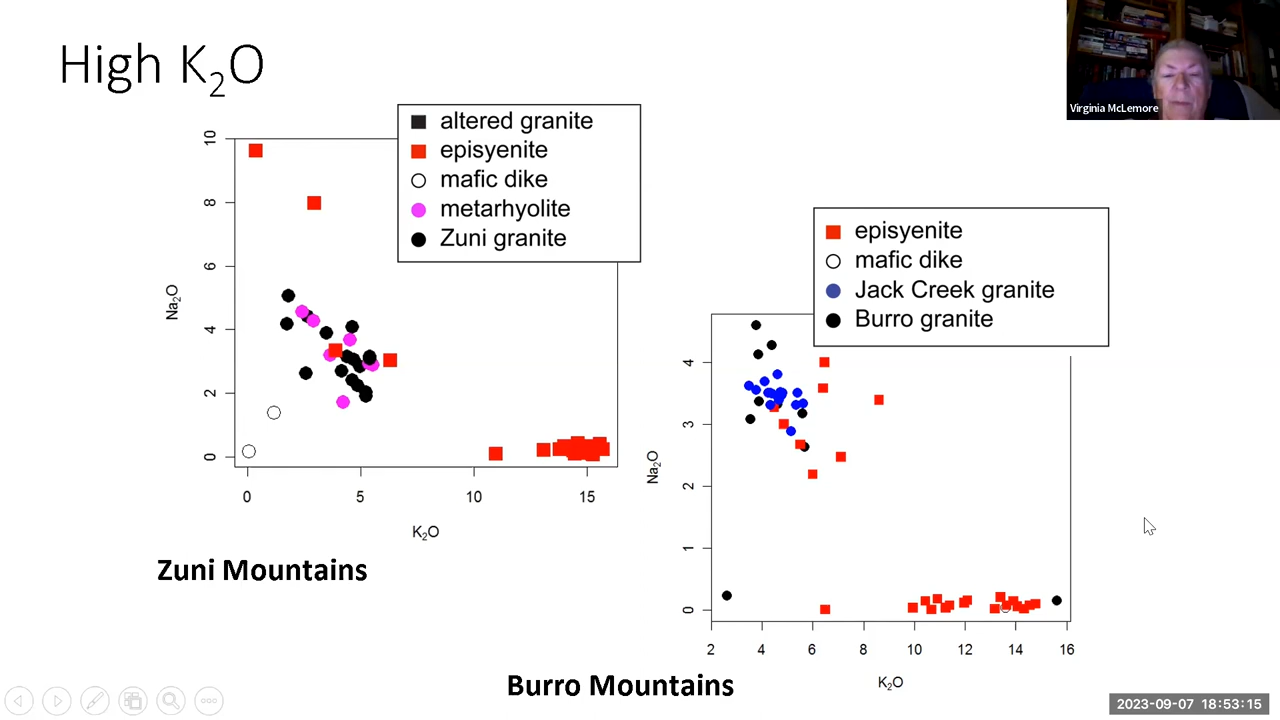 High K₂O
Virginia McLemore
altered granite
episyenite
mafic dike
metarhyolite
Zuni granite
10
8
6
4
2
0
Na₂O
0 5 10 15
K₂O
Zuni Mountains
episyenite
mafic dike
Jack Creek granite
Burro granite
4
3
2
1
0
Na₂O
2 4 6 8 10 12 14 16
K₂O
Burro Mountains
2023-09-07 18:53:15